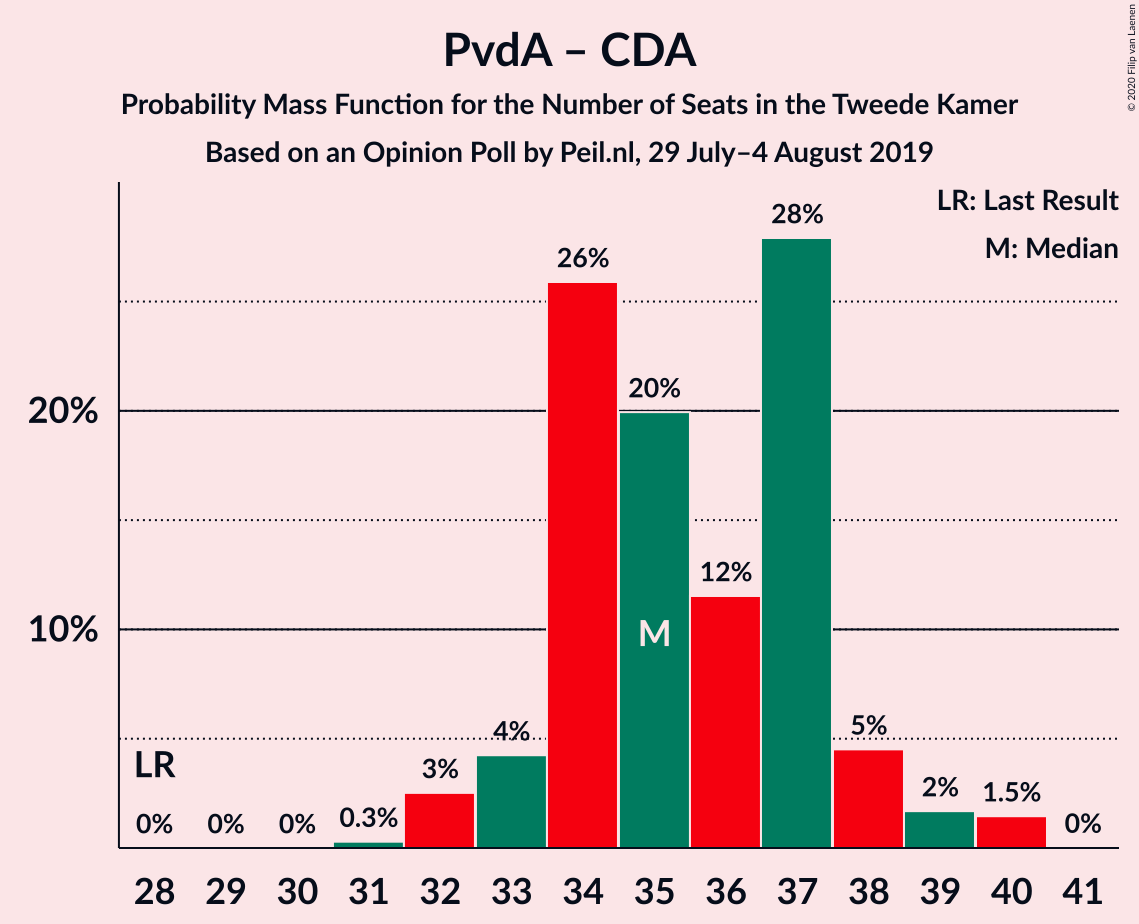 PvdA – CDA
Probability Mass Function for the Number of Seats in the Tweede Kamer
Based on an Opinion Poll by Peil.nl, 29 July–4 August 2019
© 2020 Filip van Laenen
LR: Last Result
M: Median
28%
26%
20%
20%
12%
10%
M
5%
4%
LR
3%
2%
1.5%
0.3%
0% 0% 0% 0%
28 29 30 31 32 33 34 35 36 37 38 39 40 41